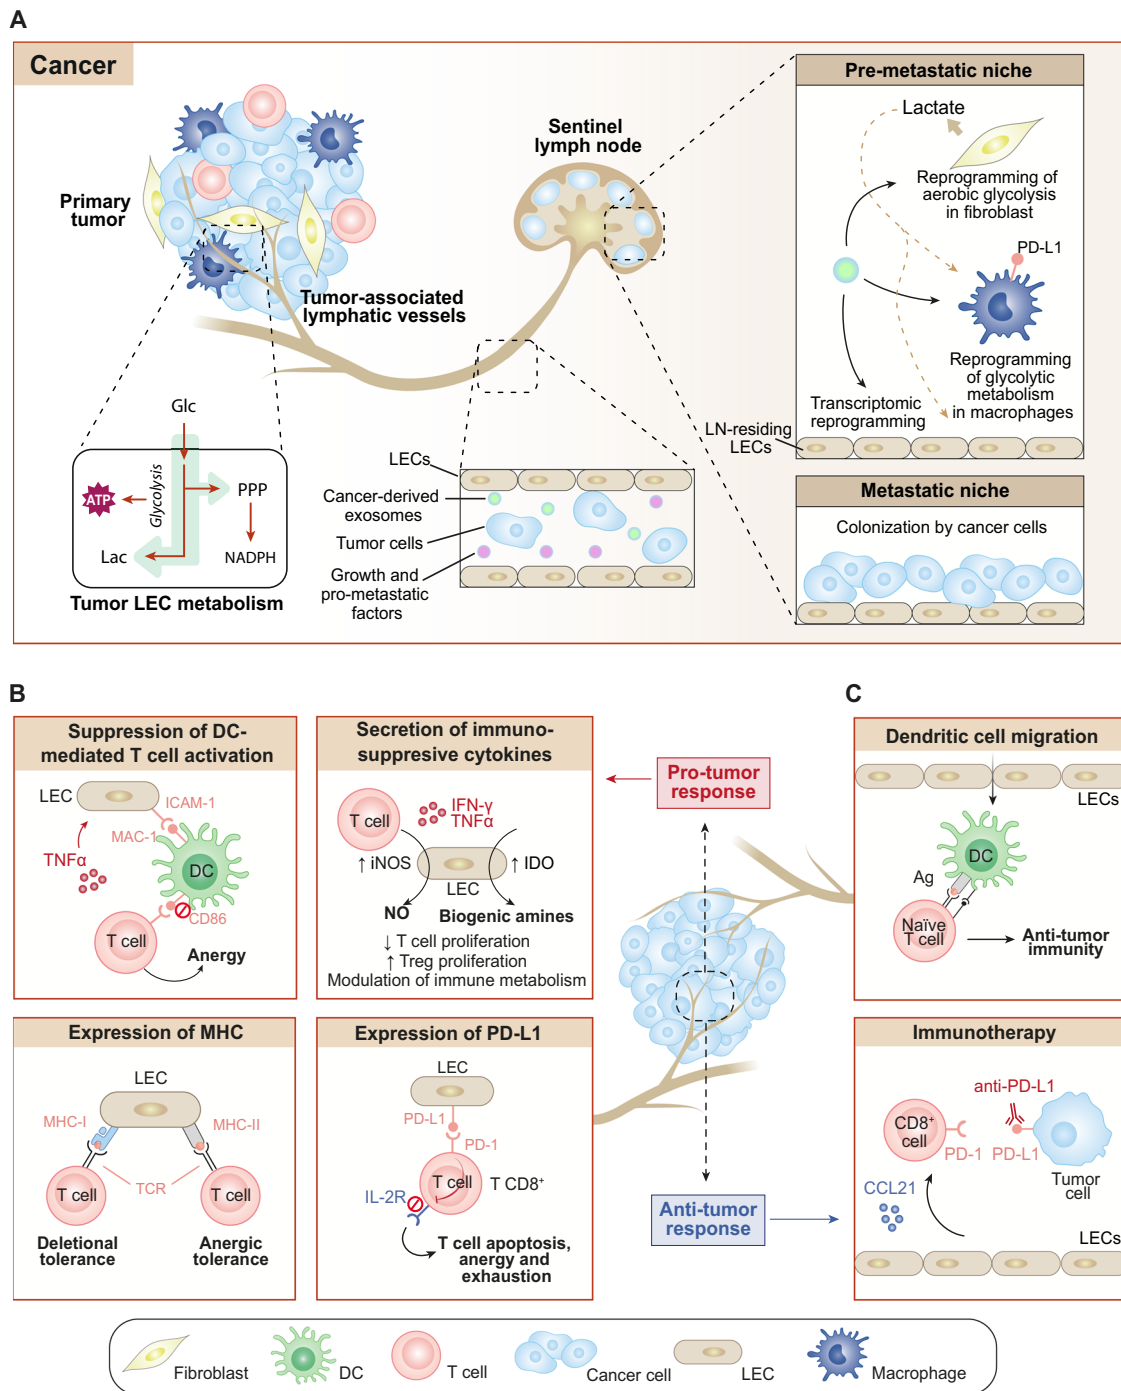 A
Cancer
Primary
tumor
Tumor-associated
lymphatic vessels
Sentinel
lymph node
Pre-metastatic niche
Lactate
Reprogramming of
aerobic glycolysis
in fibroblast
PD-L1
Reprogramming
of glycolytic
metabolism
in macrophages
Transcriptomic
reprogramming
LN-residing
LECs
Metastatic niche
Colonization by cancer cells
Glc
Glycolysis
ATP
PPP
Lac
NADPH
Tumor LEC metabolism
LECs
Cancer-derived
exosomes
Tumor cells
Growth and
pro-metastatic
factors
B
Suppression of DC-
mediated T cell activation
LEC
ICAM-1
MAC-1
TNFα
DC
CD86
T cell
Anergy
Secretion of immuno-
suppresive cytokines
T cell
IFN-γ
TNFα
↑ iNOS
↑ IDO
LEC
NO
Biogenic amines
↓ T cell proliferation
↑ Treg proliferation
Modulation of immune metabolism
Expression of MHC
LEC
MHC-I
MHC-II
TCR
T cell
T cell
Deletional
tolerance
Anergic
tolerance
Expression of PD-L1
LEC
PD-L1
PD-1
T cell
T CD8+
IL-2R
T cell apoptosis,
anergy and
exhaustion
Pro-tumor
response
Anti-tumor
response
C
Dendritic cell migration
LECs
DC
Ag
Naïve
T cell
Anti-tumor
immunity
Immunotherapy
anti-PD-L1
CD8+
cell
PD-1
PD-L1
Tumor
cell
CCL21
LECs
Fibroblast
DC
T cell
Cancer cell
LEC
Macrophage